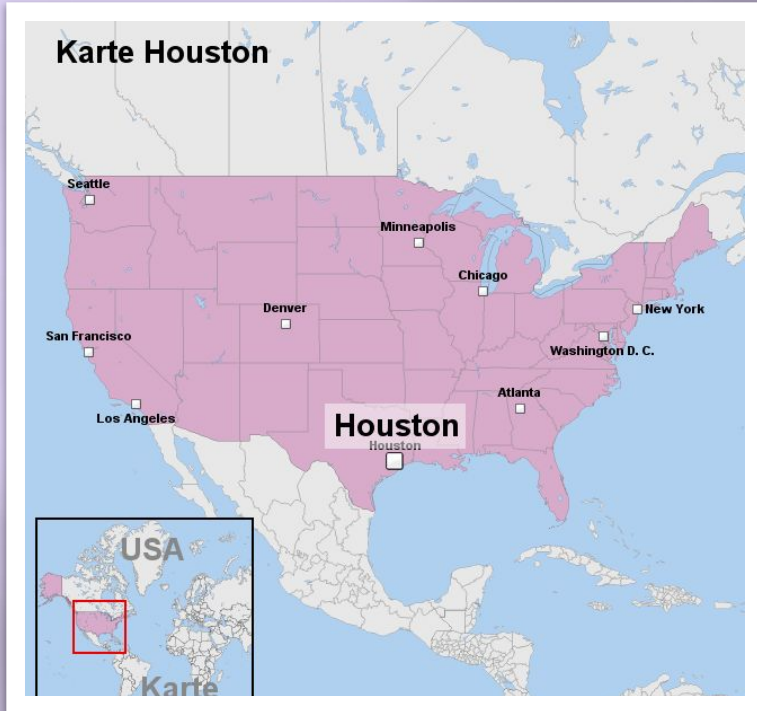 Karte Houston
Seattle
Minneapolis
Chicago
Denver
New York
San Francisco
Washington D. C.
Atlanta
Los Angeles
Houston
Houston
USA
Karte